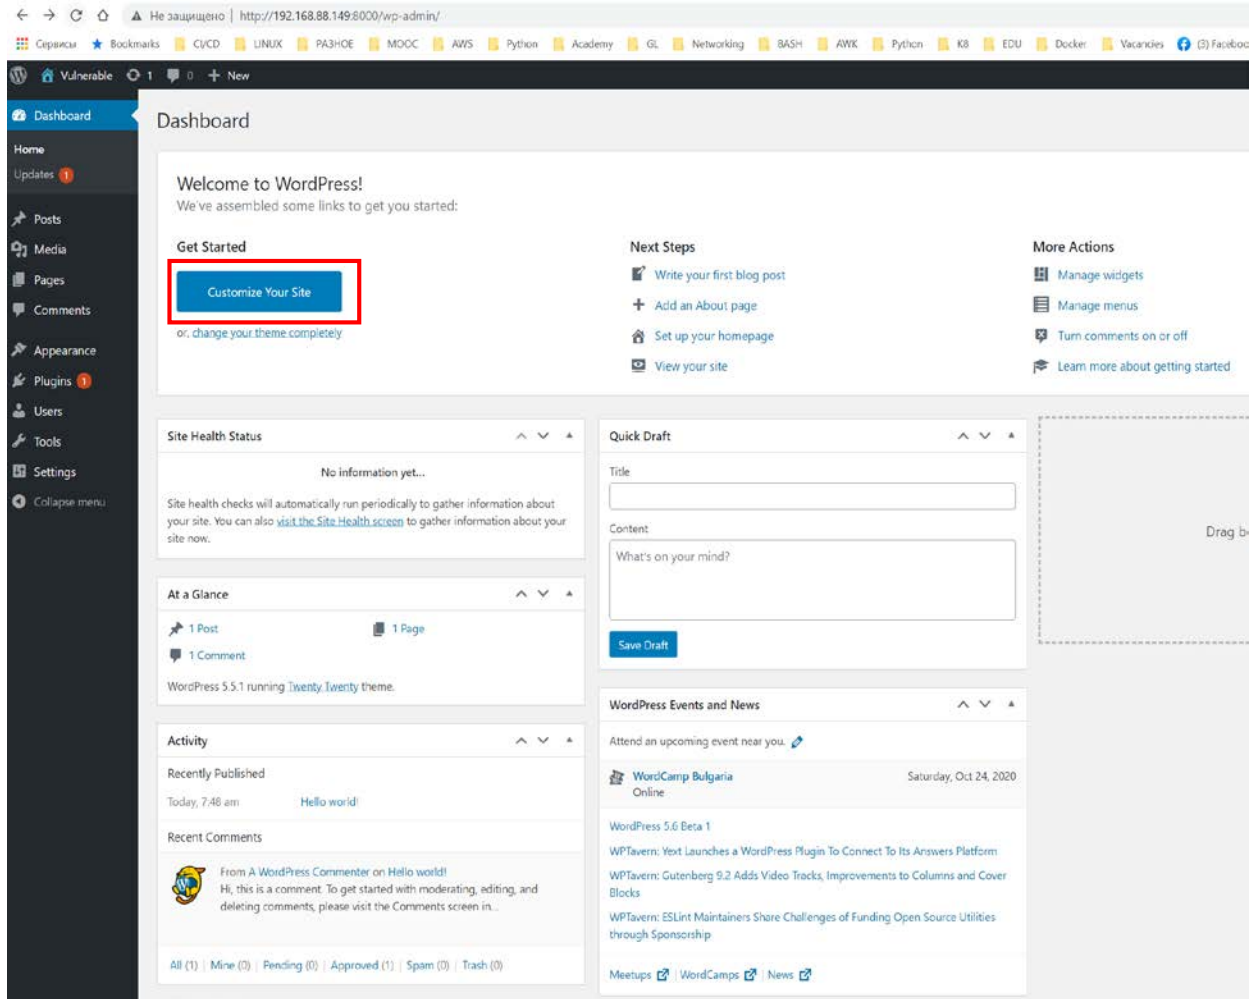 Не защищено | http://192.168.88.149:8000/wp-admin/
Сервисы Bookmarks CI/CD LINUX РАЗНОЕ MOOC AWS Python Academy GL Networking BASH AWK Python K8 EDU Docker Vacancies (3) Faceboo
Vulnerable 1 0 New
Dashboard
Home
Updates 1
Posts
Media
Pages
Comments
Appearance
Plugins 1
Users
Tools
Settings
Collapse menu
Dashboard
Welcome to WordPress!
We've assembled some links to get you started:
Get Started
Customize Your Site
or, change your theme completely
Next Steps
Write your first blog post
Add an About page
Set up your homepage
View your site
More Actions
Manage widgets
Manage menus
Turn comments on or off
Learn more about getting started
Site Health Status
No information yet...
Site health checks will automatically run periodically to gather information about
your site. You can also visit the Site Health screen to gather information about your
site now.
At a Glance
1 Post 1 Page
1 Comment
WordPress 5.5.1 running Twenty Twenty theme.
Activity
Recently Published
Today, 7:48 am Hello world!
Recent Comments
From A WordPress Commenter on Hello world!
Hi, this is a comment. To get started with moderating, editing, and
deleting comments, please visit the Comments screen in...
All (1) | Mine (0) | Pending (0) | Approved (1) | Spam (0) | Trash (0)
Quick Draft
Title
Content
What's on your mind?
Save Draft
WordPress Events and News
Attend an upcoming event near you.
WordCamp Bulgaria Saturday, Oct 24, 2020
Online
WordPress 5.6 Beta 1
WPTavern: Yext Launches a WordPress Plugin To Connect To Its Answers Platform
WPTavern: Gutenberg 9.2 Adds Video Tracks, Improvements to Columns and Cover
Blocks
WPTavern: ESLint Maintainers Share Challenges of Funding Open Source Utilities
through Sponsorship
Meetups | WordCamps | News
Drag b